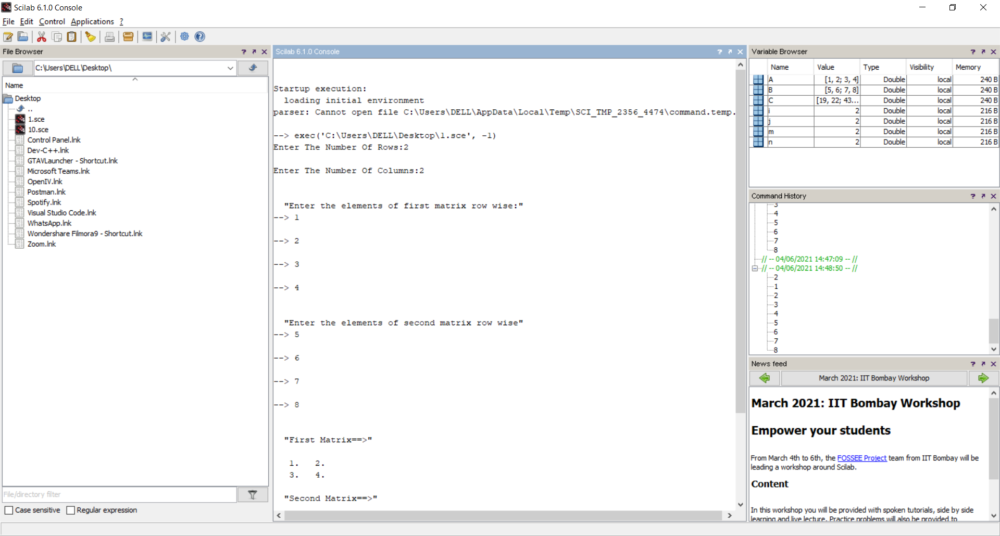 Scilab 6.1.0 Console
File Edit Control Applications ?
File Browser
C:\Users\DELL\Desktop\
Name
Desktop
..
1.sce
10.sce
Control Panel.lnk
Dev-C++.lnk
GTAVLauncher - Shortcut.lnk
Microsoft Teams.lnk
OpenIV.lnk
Postman.lnk
Spotify.lnk
Visual Studio Code.lnk
WhatsApp.lnk
Wondershare Filmora9 - Shortcut.lnk
Zoom.lnk
File/directory filter
Case sensitive Regular expression
Scilab 6.1.0 Console
Startup execution:
loading initial environment
parser: Cannot open file C:\Users\DELL\AppData\Local\Temp\SCI_TMP_2356_4474\command.temp.
--> exec('C:\Users\DELL\Desktop\1.sce', -1)
Enter The Number Of Rows:2
Enter The Number Of Columns:2
"Enter the elements of first matrix row wise:"
--> 1
--> 2
--> 3
--> 4
"Enter the elements of second matrix row wise"
--> 5
--> 6
--> 7
--> 8
"First Matrix==>"
1. 2.
3. 4.
"Second Matrix==>"
Variable Browser
Name Value Type Visibility Memory
A [1, 2; 3, 4] Double local 240 B
B [5, 6; 7, 8] Double local 240 B
C [19, 22; 43... Double local 240 B
i 2 Double local 216 B
j 2 Double local 216 B
m 2 Double local 216 B
n 2 Double local 216 B
Command History
3
4
5
6
7
8
// -- 04/06/2021 14:47:09 -- //
// -- 04/06/2021 14:48:50 -- //
2
1
2
3
4
5
6
7
8
News feed
March 2021: IIT Bombay Workshop
March 2021: IIT Bombay Workshop
Empower your students
From March 4th to 6th, the FOSSEE Project team from IIT Bombay will be
leading a workshop around Scilab.
Content
In this workshop you will be provided with spoken tutorials, side by side
learning and live lecture. Practice problems will also be provided to